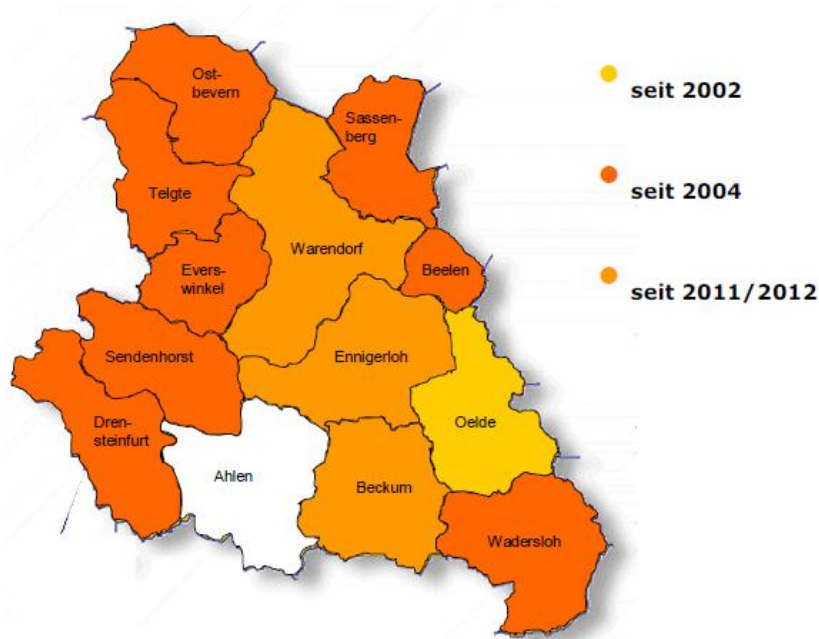 Ost-
bevern
seit 2002
Sassen-
berg
Telgte
seit 2004
Warendorf
Evers-
winkel
Beelen
seit 2011/2012
Sendenhorst
Ennigerloh
Dren-
steinfurt
Oelde
Ahlen
Beckum
Wadersloh